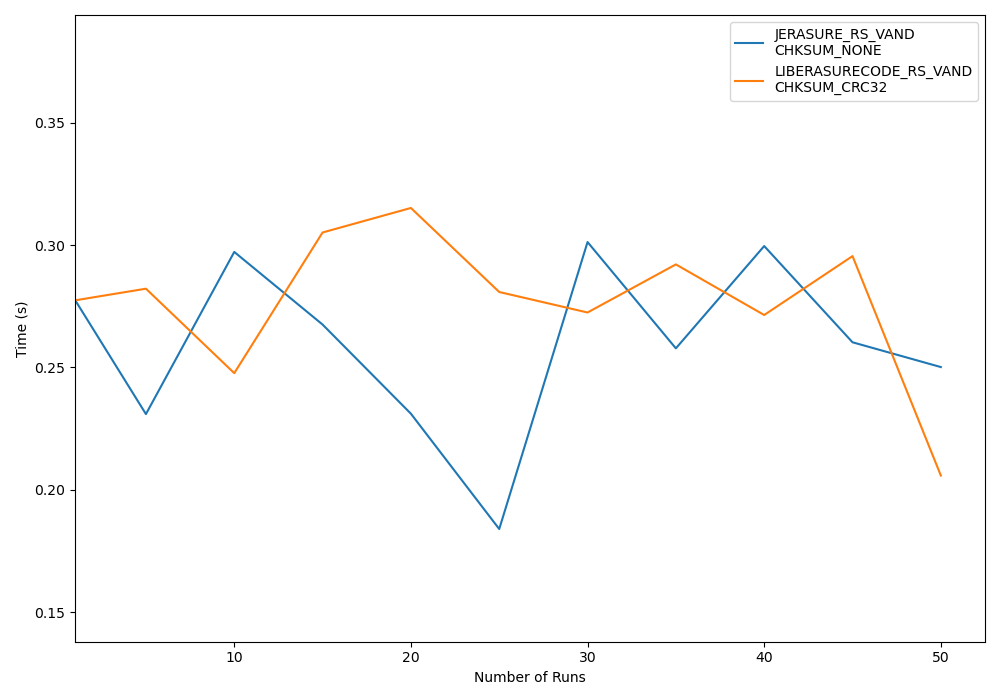 JERASURE_RS_VAND
CHKSUM_NONE
LIBERASURECODE_RS_VAND
CHKSUM_CRC32
0.35
0.30
0.25
0.20
0.15
Time (s)
10 20 30 40 50
Number of Runs